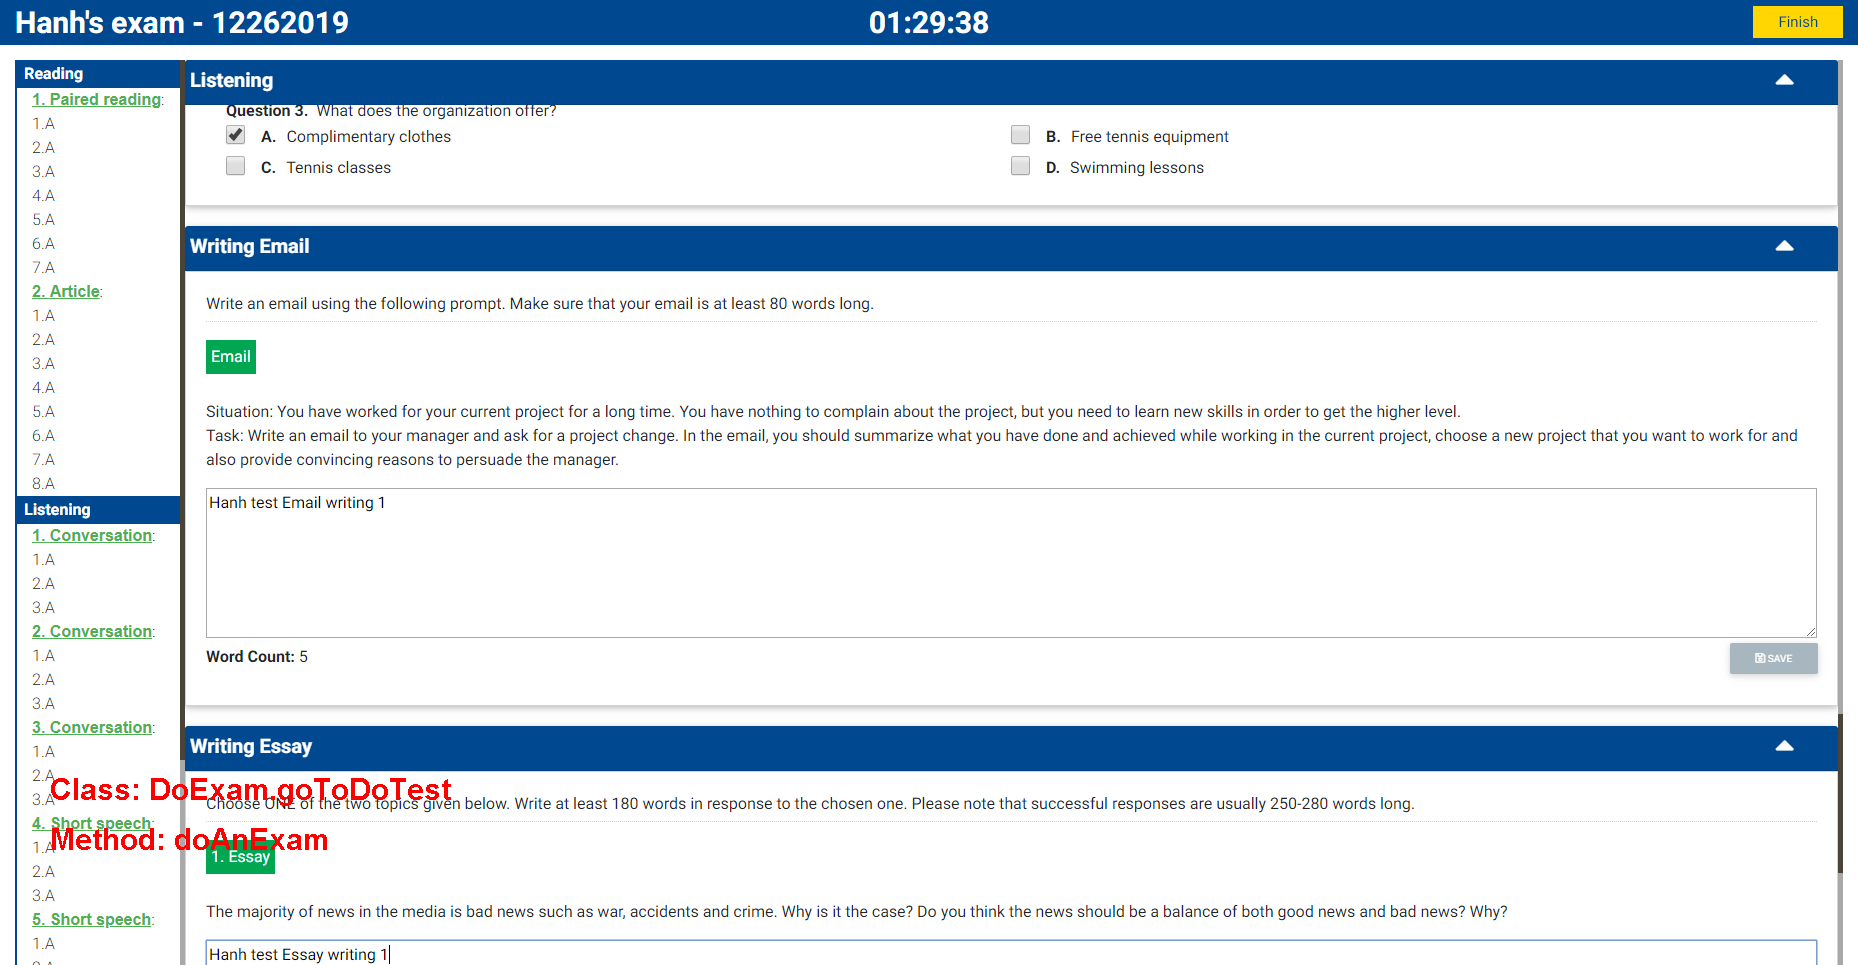 Hanh's exam - 12262019
01:29:38
Finish
Reading
1. Paired reading:
1.A
2.A
3.A
4.A
5.A
6.A
7.A
2. Article:
1.A
2.A
3.A
4.A
5.A
6.A
7.A
8.A
Listening
1. Conversation:
1.A
2.A
3.A
2. Conversation:
1.A
2.A
3.A
3. Conversation:
1.A
2.A
3.A
4. Short speech:
1.A
2.A
3.A
5. Short speech:
1.A
Listening
Question 3. What does the organization offer?
A. Complimentary clothes
B. Free tennis equipment
C. Tennis classes
D. Swimming lessons
Writing Email
Write an email using the following prompt. Make sure that your email is at least 80 words long.
Email
Situation: You have worked for your current project for a long time. You have nothing to complain about the project, but you need to learn new skills in order to get the higher level.
Task: Write an email to your manager and ask for a project change. In the email, you should summarize what you have done and achieved while working in the current project, choose a new project that you want to work for and
also provide convincing reasons to persuade the manager.
Hanh test Email writing 1
Word Count: 5
SAVE
Writing Essay
Class: DoExam.goToDoTest
Choose ONE of the two topics given below. Write at least 180 words in response to the chosen one. Please note that successful responses are usually 250-280 words long.
Method: doAnExam
1. Essay
The majority of news in the media is bad news such as war, accidents and crime. Why is it the case? Do you think the news should be a balance of both good news and bad news? Why?
Hanh test Essay writing 1